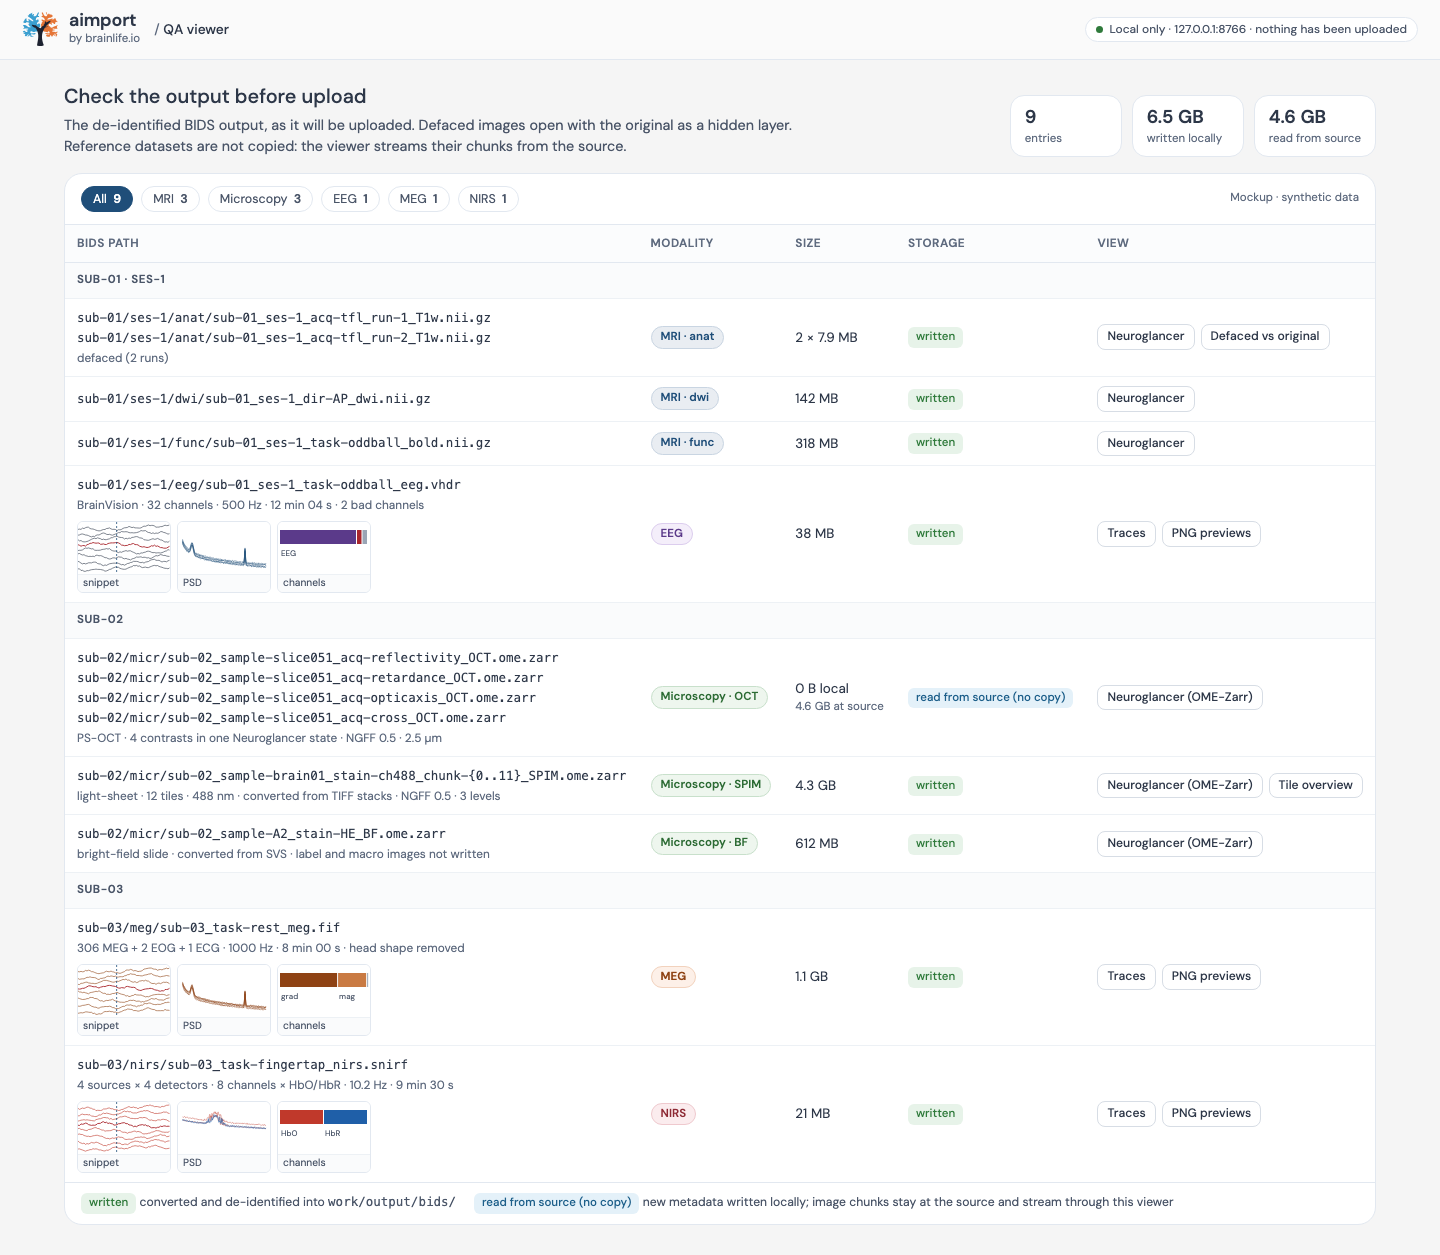 aimport
by brainlife.io
/ QA viewer
Local only · 127.0.0.1:8766 · nothing has been uploaded
Check the output before upload
The de-identified BIDS output, as it will be uploaded. Defaced images open with the original as a hidden layer.
Reference datasets are not copied: the viewer streams their chunks from the source.
9
entries
6.5 GB
written locally
4.6 GB
read from source
All 9
MRI 3
Microscopy 3
EEG 1
MEG 1
NIRS 1
Mockup · synthetic data
BIDS PATH MODALITY SIZE STORAGE VIEW
SUB-01 · SES-1
sub-01/ses-1/anat/sub-01_ses-1_acq-tfl_run-1_T1w.nii.gz
sub-01/ses-1/anat/sub-01_ses-1_acq-tfl_run-2_T1w.nii.gz
defaced (2 runs)
MRI · anat 2 × 7.9 MB written Neuroglancer Defaced vs original
sub-01/ses-1/dwi/sub-01_ses-1_dir-AP_dwi.nii.gz MRI · dwi 142 MB written Neuroglancer
sub-01/ses-1/func/sub-01_ses-1_task-oddball_bold.nii.gz MRI · func 318 MB written Neuroglancer
sub-01/ses-1/eeg/sub-01_ses-1_task-oddball_eeg.vhdr
BrainVision · 32 channels · 500 Hz · 12 min 04 s · 2 bad channels
EEG
snippet PSD channels
EEG 38 MB written Traces PNG previews
SUB-02
sub-02/micr/sub-02_sample-slice051_acq-reflectivity_OCT.ome.zarr
sub-02/micr/sub-02_sample-slice051_acq-retardance_OCT.ome.zarr
sub-02/micr/sub-02_sample-slice051_acq-opticaxis_OCT.ome.zarr
sub-02/micr/sub-02_sample-slice051_acq-cross_OCT.ome.zarr
PS-OCT · 4 contrasts in one Neuroglancer state · NGFF 0.5 · 2.5 µm
Microscopy · OCT
0 B local
4.6 GB at source
read from source (no copy)
Neuroglancer (OME-Zarr)
sub-02/micr/sub-02_sample-brain01_stain-ch488_chunk-{0..11}_SPIM.ome.zarr
light-sheet · 12 tiles · 488 nm · converted from TIFF stacks · NGFF 0.5 · 3 levels
Microscopy · SPIM 4.3 GB written Neuroglancer (OME-Zarr) Tile overview
sub-02/micr/sub-02_sample-A2_stain-HE_BF.ome.zarr
bright-field slide · converted from SVS · label and macro images not written
Microscopy · BF 612 MB written Neuroglancer (OME-Zarr)
SUB-03
sub-03/meg/sub-03_task-rest_meg.fif
306 MEG + 2 EOG + 1 ECG · 1000 Hz · 8 min 00 s · head shape removed
grad mag
snippet PSD channels
MEG 1.1 GB written Traces PNG previews
sub-03/nirs/sub-03_task-fingertap_nirs.snirf
4 sources × 4 detectors · 8 channels × HbO/HbR · 10.2 Hz · 9 min 30 s
HbO HbR
snippet PSD channels
NIRS 21 MB written Traces PNG previews
written converted and de-identified into work/output/bids/ read from source (no copy) new metadata written locally; image chunks stay at the source and stream through this viewer